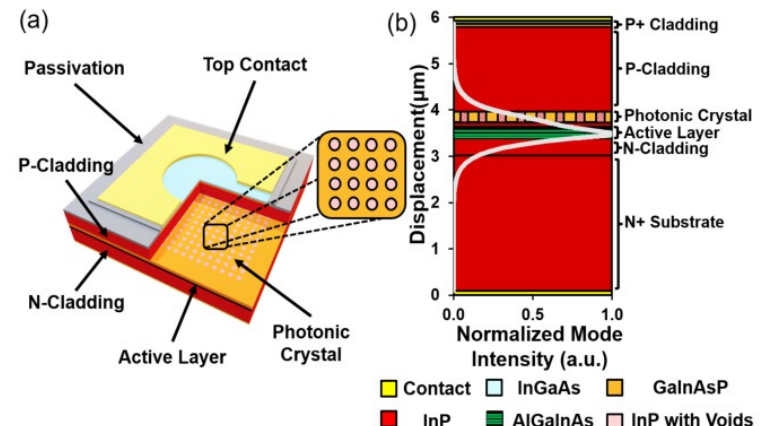 (a)
Passivation
Top Contact
P-Cladding
N-Cladding
Active Layer
Photonic
Crystal
(b)
6
5
4
3
2
1
0
Displacement(μm)
0.0
0.5
1.0
Normalized Mode
Intensity (a.u.)
P+ Cladding
P-Cladding
Photonic Crystal
Active Layer
N-Cladding
N+ Substrate
Contact
InGaAs
GaInAsP
InP
AlGaInAs
InP with Voids